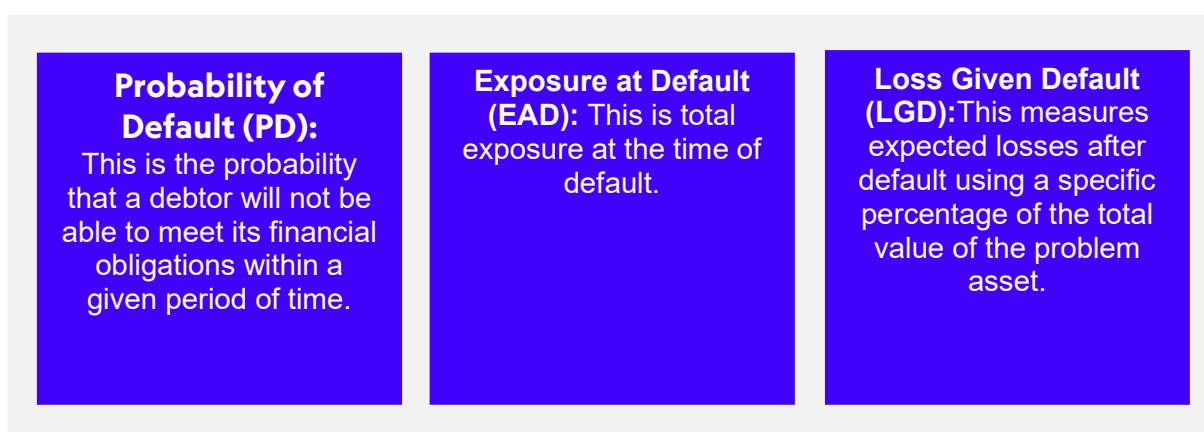 Probability of
Default (PD):
This is the probability
that a debtor will not be
able to meet its financial
obligations within a
given period of time.
Exposure at Default
(EAD): This is total
exposure at the time of
default.
Loss Given Default
(LGD):This measures
expected losses after
default using a specific
percentage of the total
value of the problem
asset.